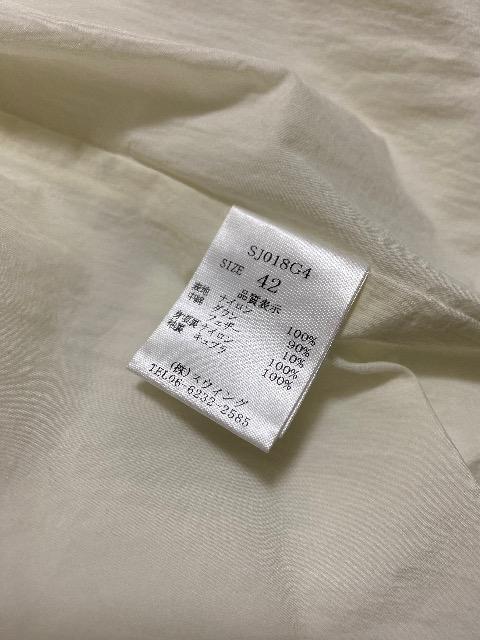 SJ018G4
SIZE 42
品質表示
表地 ナイロン 100%
中綿 ダウン 90%
フェザー 10%
身頃裏 ナイロン 100%
袖裏 キュプラ 100%
(株)スウィング
TEL06-6232-2585